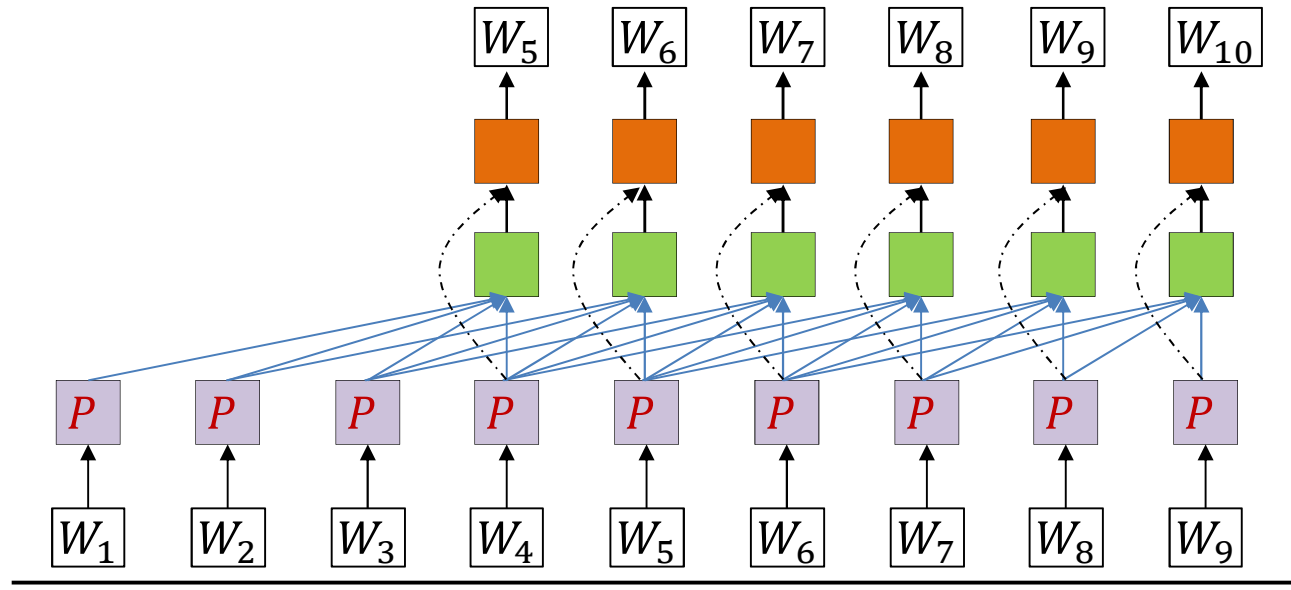 W₅ W₆ W₇ W₈ W₉ W₁₀
P P P P P P P P P
W₁ W₂ W₃ W₄ W₅ W₆ W₇ W₈ W₉